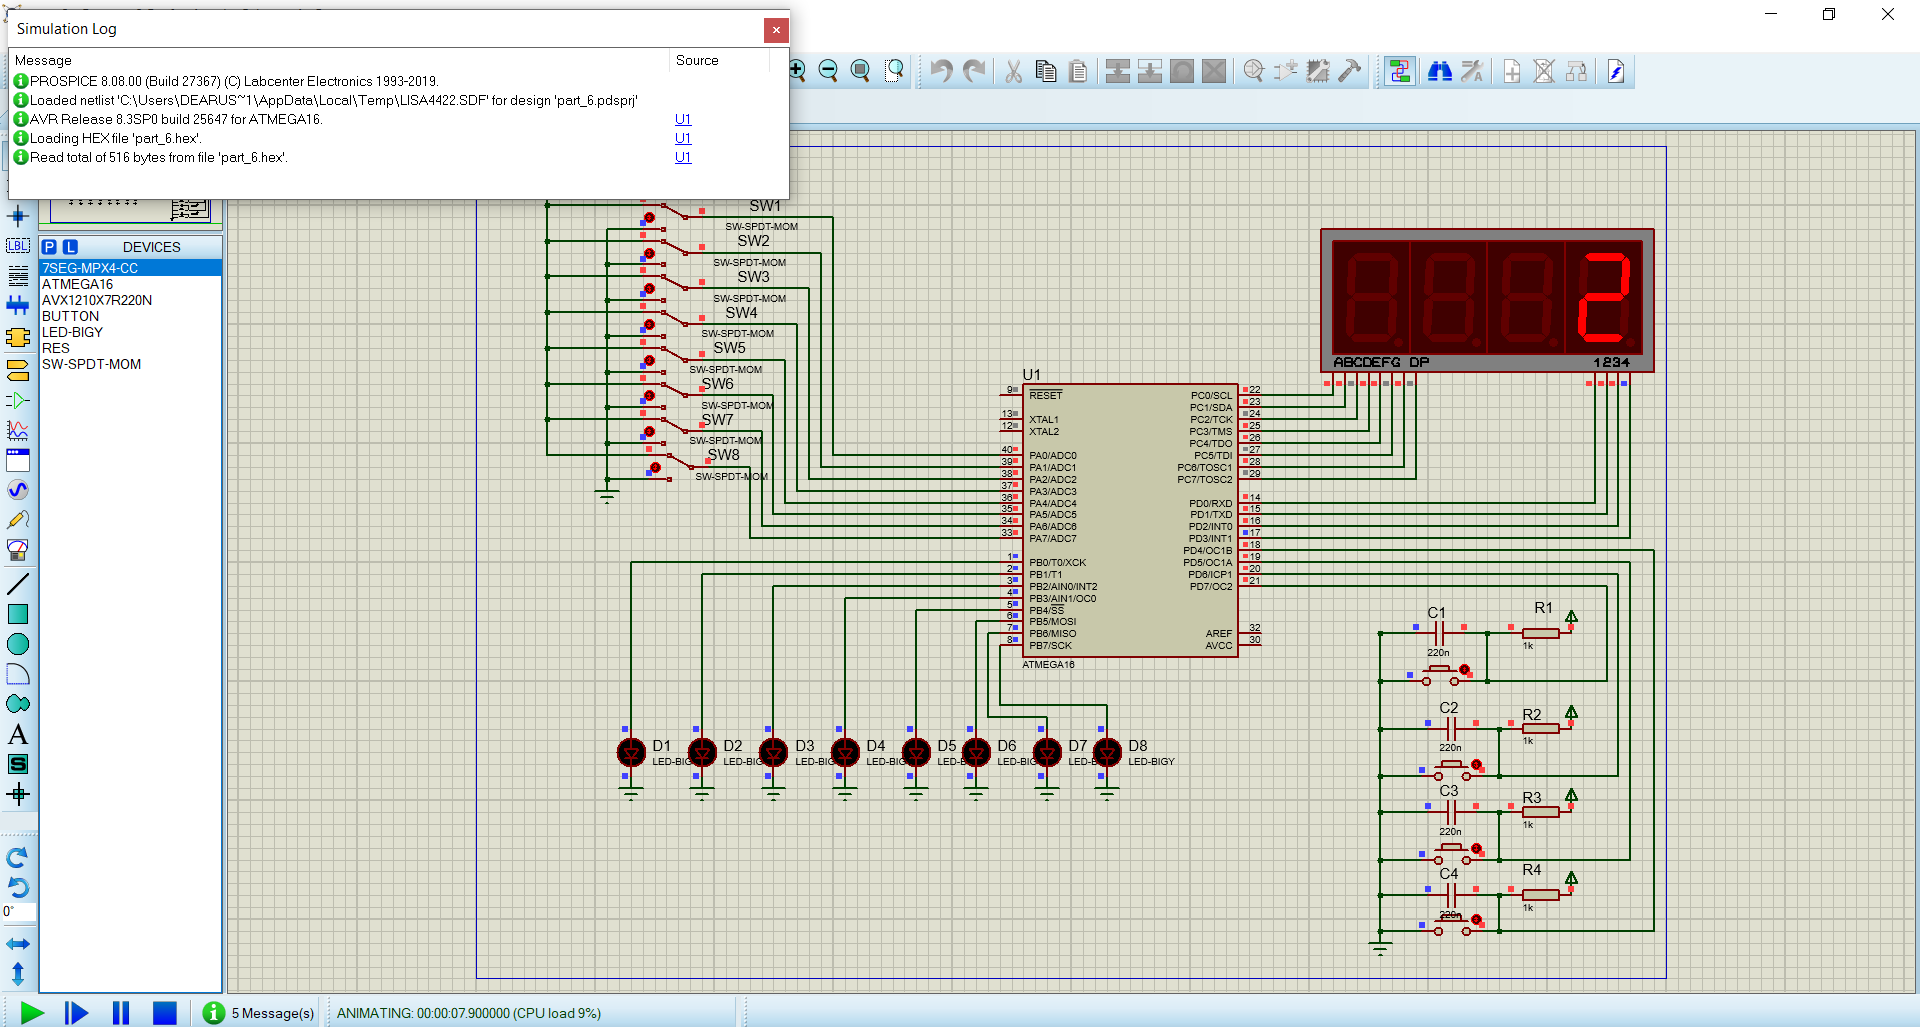 Simulation Log
Message Source
PROSPICE 8.08.00 (Build 27367) (C) Labcenter Electronics 1993-2019.
Loaded netlist 'C:\Users\DEARUS~1\AppData\Local\Temp\LISA4422.SDF' for design 'part_6.pdsprj'
AVR Release 8.3SP0 build 25647 for ATMEGA16. U1
Loading HEX file 'part_6.hex'. U1
Read total of 516 bytes from file 'part_6.hex'. U1
LBL
A
S
0°
P L DEVICES
7SEG-MPX4-CC
ATMEGA16
AVX1210X7R220N
BUTTON
LED-BIGY
RES
SW-SPDT-MOM
SW1
SW-SPDT-MOM
SW2
SW-SPDT-MOM
SW3
SW-SPDT-MOM
SW4
SW-SPDT-MOM
SW5
SW-SPDT-MOM
SW6
SW-SPDT-MOM
SW7
SW-SPDT-MOM
SW8
SW-SPDT-MOM
2
ABCDEFG DP 1234
U1
9 RESET PC0/SCL 22
PC1/SDA 23
13 XTAL1 PC2/TCK 24
12 XTAL2 PC3/TMS 25
PC4/TDO 26
40 PA0/ADC0 PC5/TDI 27
39 PA1/ADC1 PC6/TOSC1 28
38 PA2/ADC2 PC7/TOSC2 29
37 PA3/ADC3
36 PA4/ADC4 PD0/RXD 14
35 PA5/ADC5 PD1/TXD 15
34 PA6/ADC6 PD2/INT0 16
33 PA7/ADC7 PD3/INT1 17
PD4/OC1B 18
1 PB0/T0/XCK PD5/OC1A 19
2 PB1/T1 PD6/ICP1 20
3 PB2/AIN0/INT2 PD7/OC2 21
4 PB3/AIN1/OC0
5 PB4/SS
6 PB5/MOSI
7 PB6/MISO AREF 32
8 PB7/SCK AVCC 30
ATMEGA16
C1 R1
220n 1k
C2 R2
220n 1k
C3 R3
220n 1k
C4 R4
220n 1k
D1 D2 D3 D4 D5 D6 D7 D8
LED-BIG LED-BIG LED-BIG LED-BIG LED-B LED-BIG LED-B LED-BIGY
5 Message(s) ANIMATING: 00:00:07.900000 (CPU load 9%)